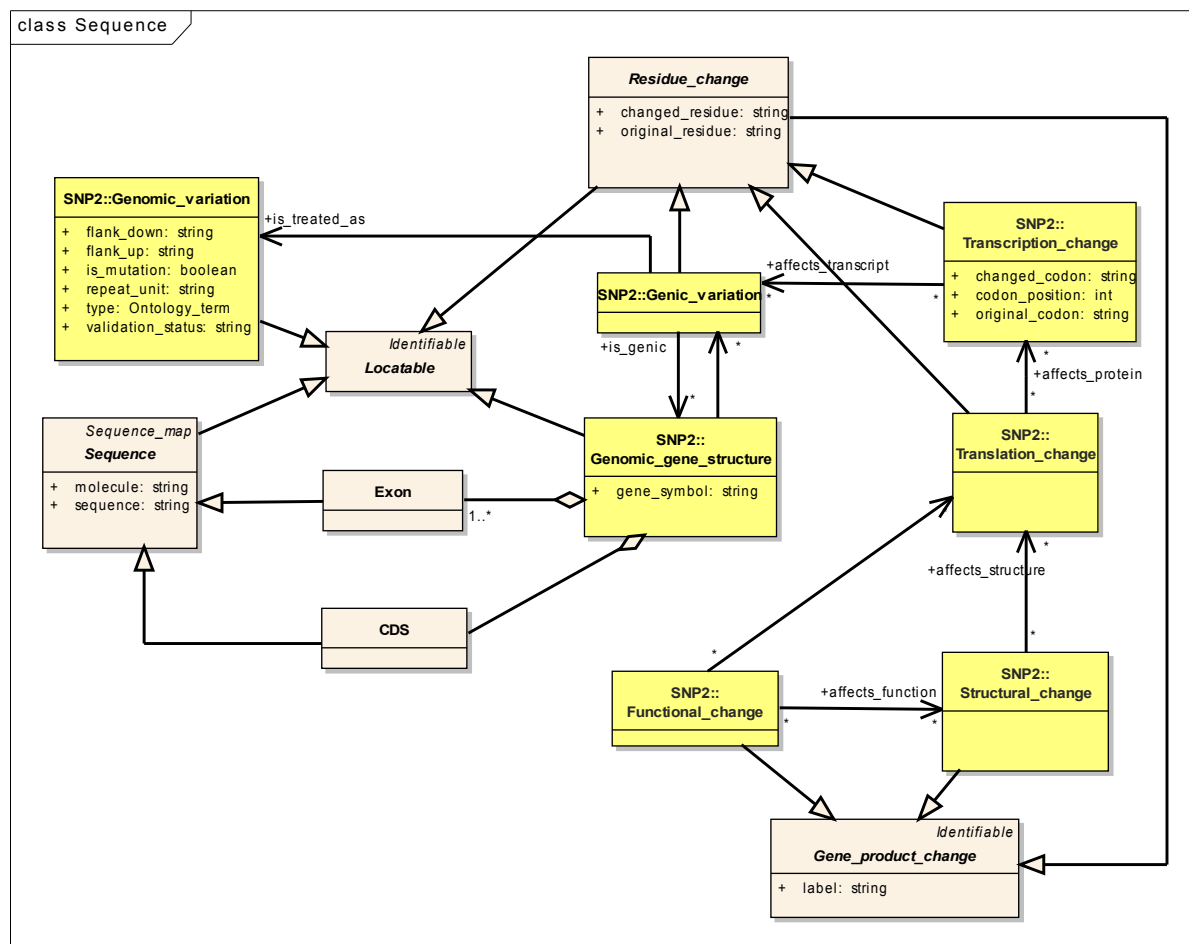 class Sequence
Residue_change
+ changed_residue: string
+ original_residue: string
SNP2::Genomic_variation
+ flank_down: string
+ flank_up: string
+ is_mutation: boolean
+ repeat_unit: string
+ type: Ontology_term
+ validation_status: string
+is_treated_as
SNP2::
Transcription_change
+ changed_codon: string
+ codon_position: int
+ original_codon: string
+affects_transcript
*
*
SNP2::Genic_variation
+is_genic
*
*
Identifiable
Locatable
*
+affects_protein
*
Sequence_map
Sequence
+ molecule: string
+ sequence: string
Exon
1..*
SNP2::
Genomic_gene_structure
+ gene_symbol: string
SNP2::
Translation_change
*
+affects_structure
*
CDS
*
SNP2::
Functional_change
+affects_function
*
*
SNP2::
Structural_change
Identifiable
Gene_product_change
+ label: string